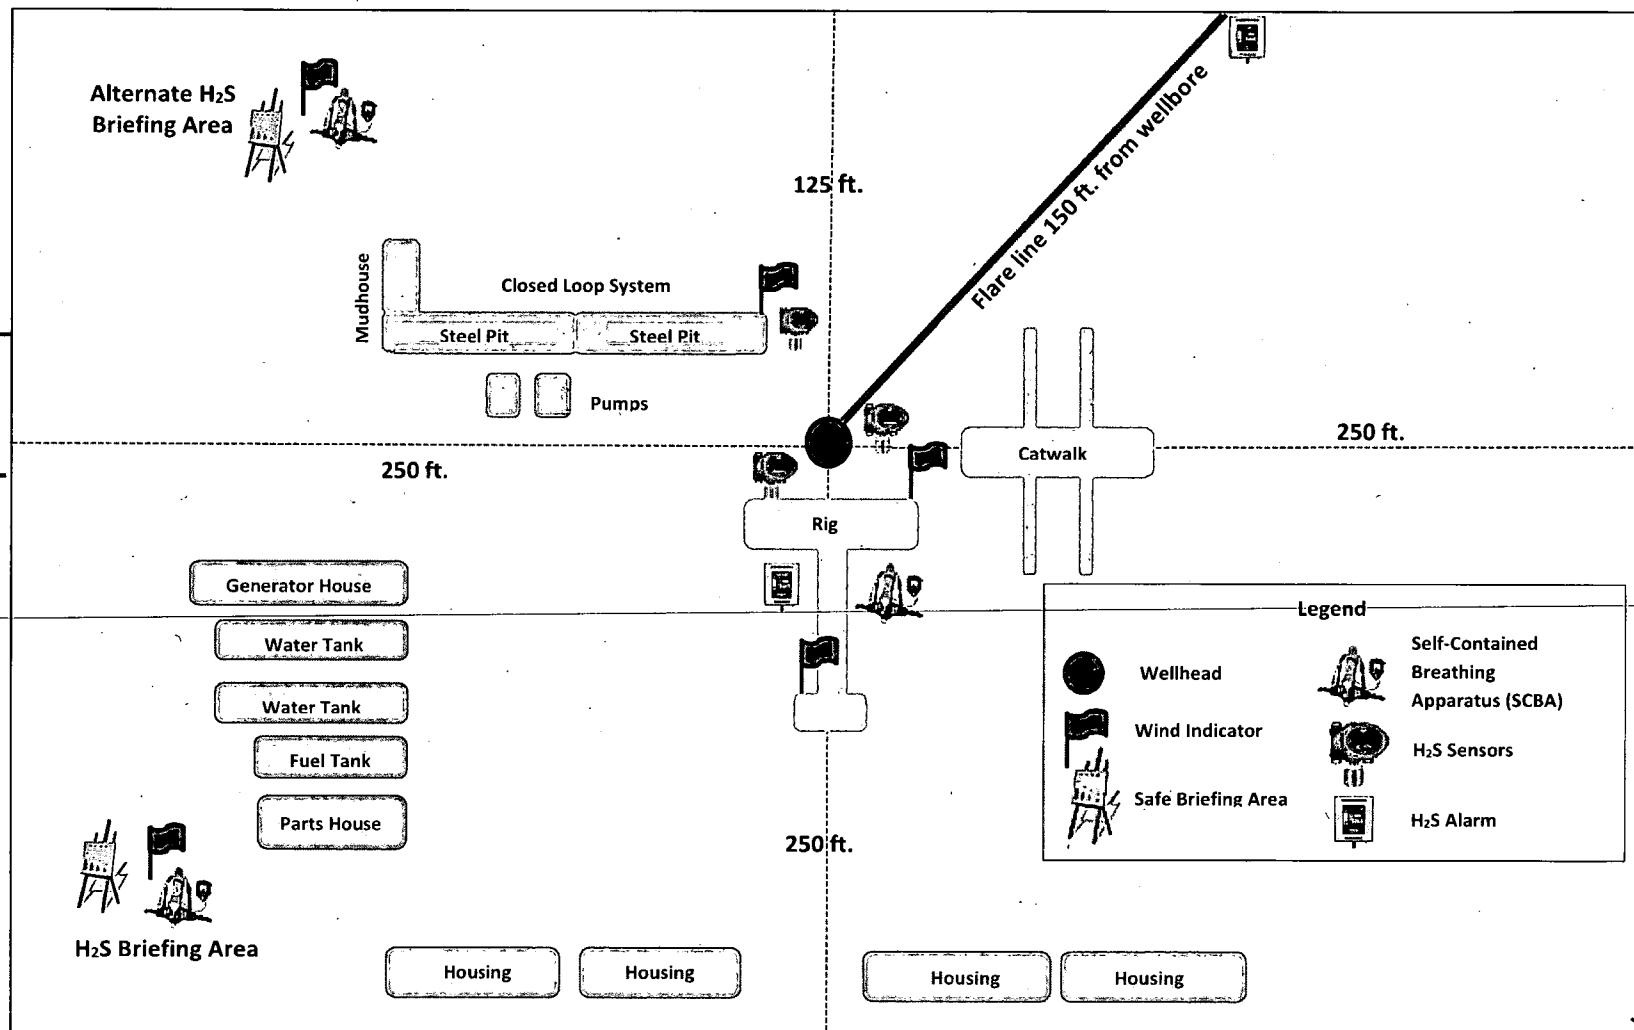 Alternate H2S
Briefing Area
125 ft.
Flare line 150 ft. from wellbore
Mudhouse
Closed Loop System
Steel Pit
Steel Pit
Pumps
250 ft.
250 ft.
Catwalk
Rig
Generator House
Water Tank
Water Tank
Fuel Tank
Parts House
H2S Briefing Area
250 ft.
Housing
Housing
Housing
Housing
Legend
Wellhead
Wind Indicator
Safe Briefing Area
Self-Contained
Breathing
Apparatus (SCBA)
H2S Sensors
H2S Alarm